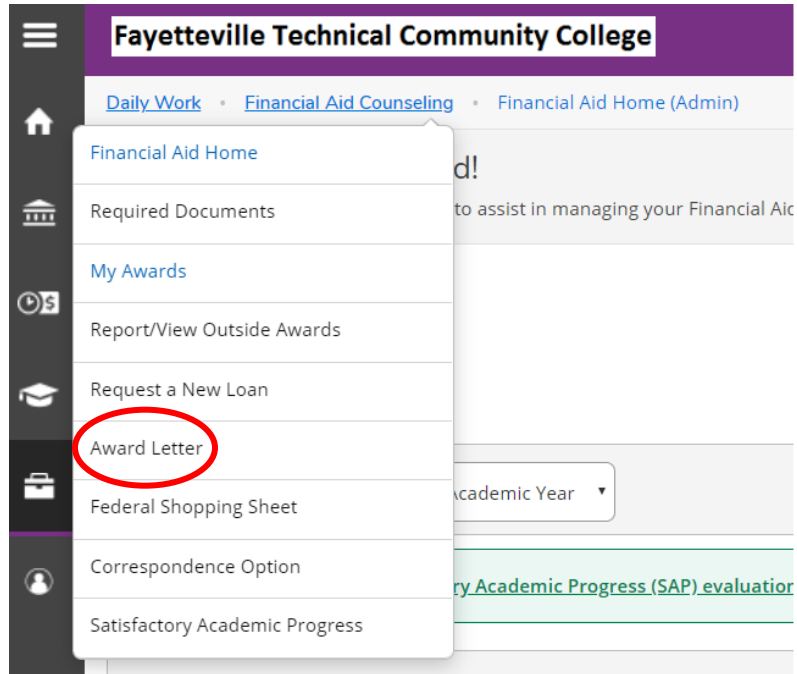 Fayetteville Technical Community College
Daily Work • Financial Aid Counseling • Financial Aid Home (Admin)
Financial Aid Home
d!
Required Documents
to assist in managing your Financial Aid
My Awards
Report/View Outside Awards
Request a New Loan
Award Letter
Academic Year
Federal Shopping Sheet
Correspondence Option
ry Academic Progress (SAP) evaluation
Satisfactory Academic Progress